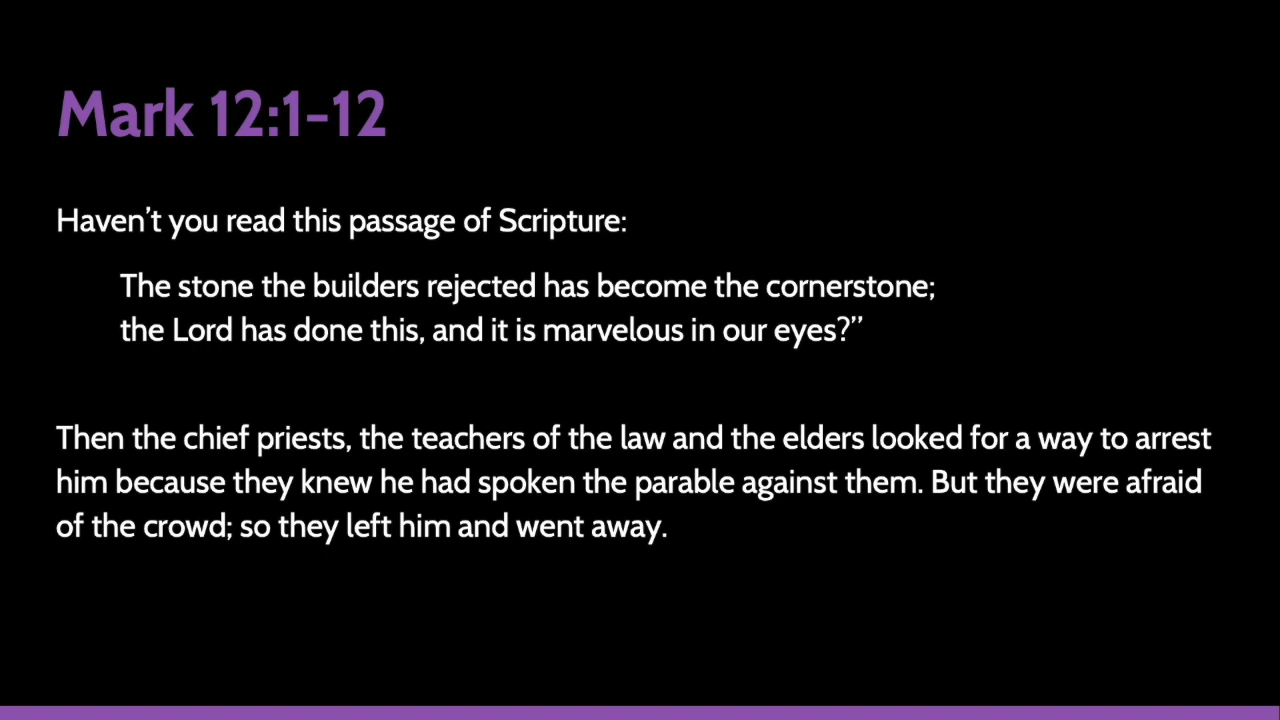 Mark 12:1–12
Haven’t you read this passage of Scripture:
The stone the builders rejected has become the cornerstone;
the Lord has done this, and it is marvelous in our eyes?”
Then the chief priests, the teachers of the law and the elders looked for a way to arrest
him because they knew he had spoken the parable against them. But they were afraid
of the crowd; so they left him and went away.